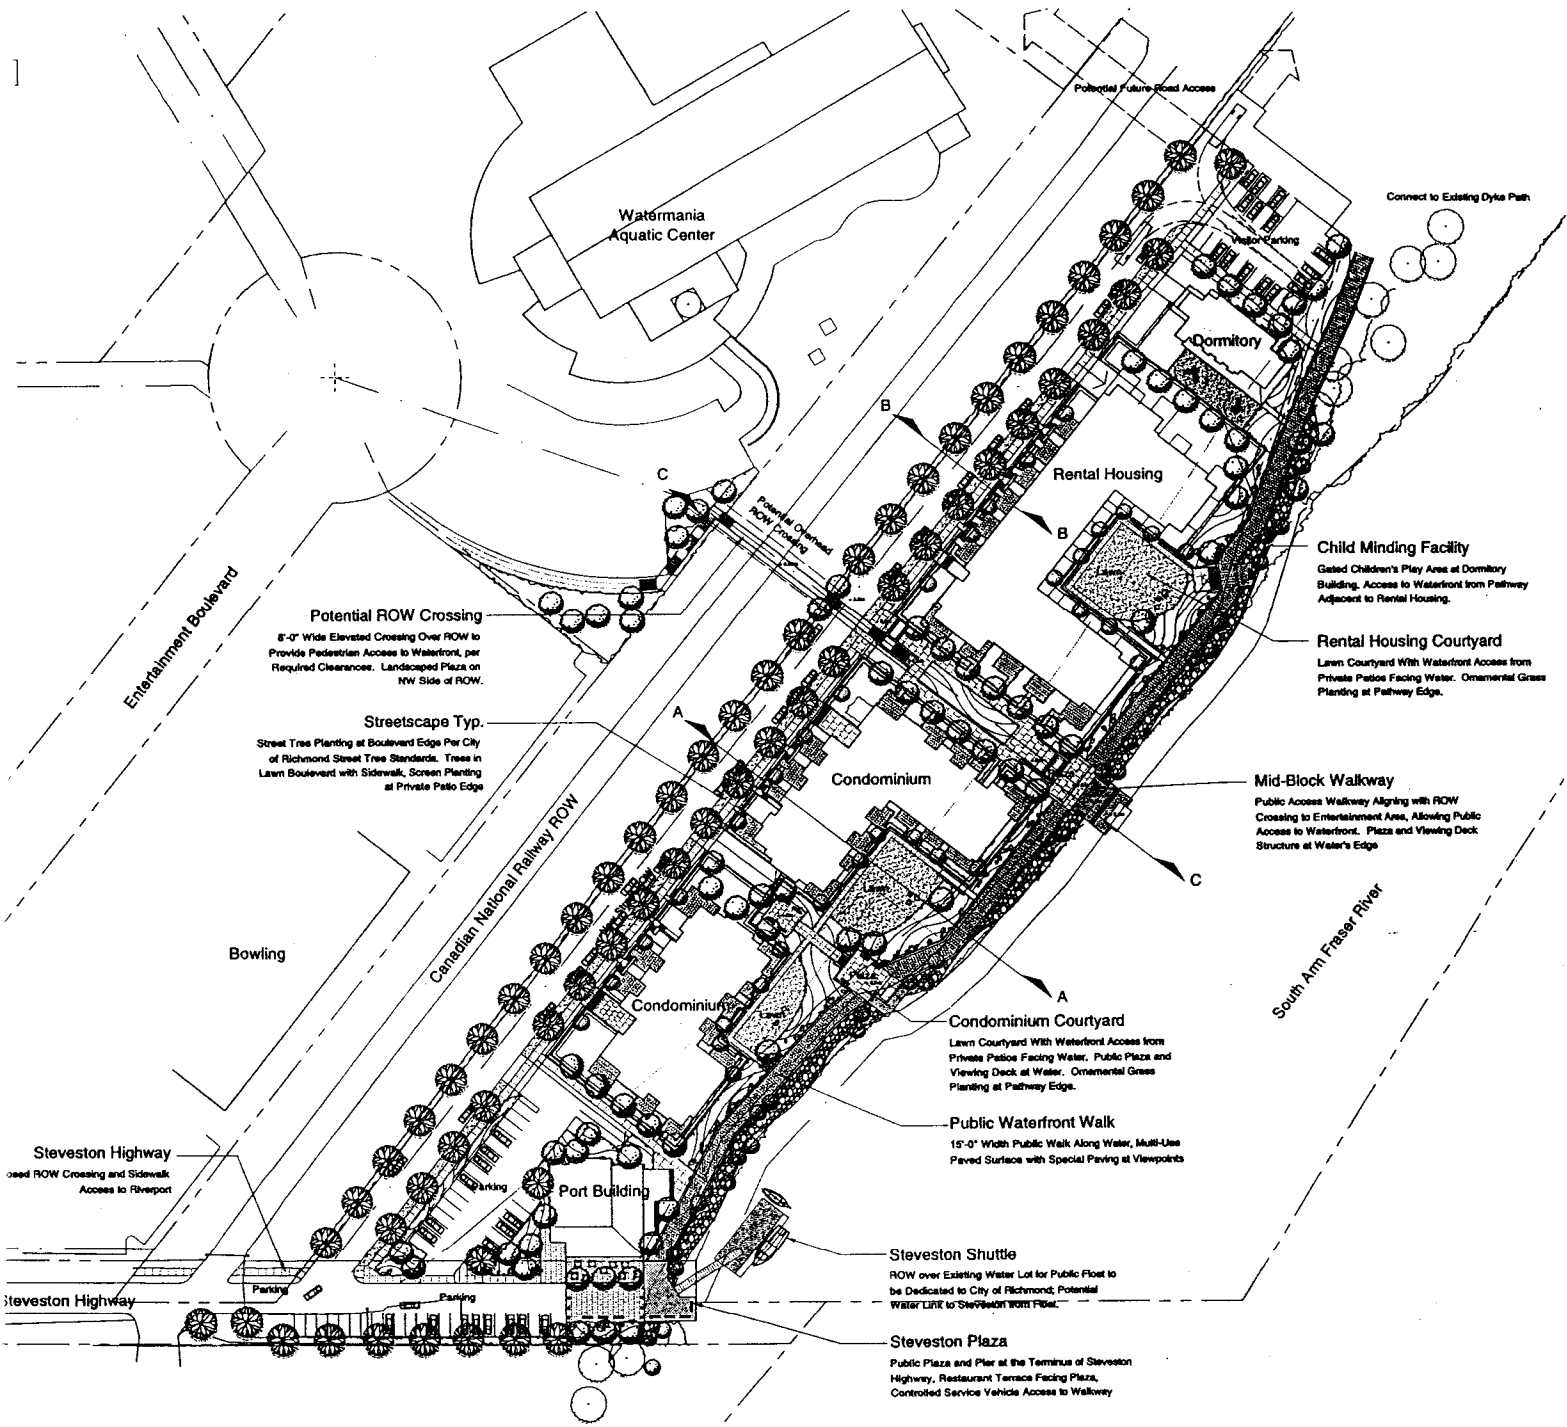 Potential Future Road Access
Connect to Existing Dyke Path
Watermania
Aquatic Center
Visitor Parking
Dormitory
B
Rental Housing
C
Potential Overhead
ROW Crossing
B
Lawn
Child Minding Facility
Gated Children's Play Area at Dormitory
Building, Access to Waterfront from Pathway
Adjacent to Rental Housing.
Entertainment Boulevard
Potential ROW Crossing
8'-0" Wide Elevated Crossing Over ROW to
Provide Pedestrian Access to Waterfront, per
Required Clearances. Landscaped Plaza on
NW Side of ROW.
Rental Housing Courtyard
Lawn Courtyard With Waterfront Access from
Private Patios Facing Water. Ornamental Grass
Planting at Pathway Edge.
A
Streetscape Typ.
Street Tree Planting at Boulevard Edge Per City
of Richmond Street Tree Standards. Trees in
Lawn Boulevard with Sidewalk, Screen Planting
at Private Patio Edge
Condominium
Mid-Block Walkway
Public Access Walkway Aligning with ROW
Crossing to Entertainment Area, Allowing Public
Access to Waterfront. Plaza and Viewing Deck
Structure at Water's Edge
C
Canadian National Railway ROW
Lawn
South Arm Fraser River
Bowling
A
Condominium
Lawn
Condominium Courtyard
Lawn Courtyard With Waterfront Access from
Private Patios Facing Water. Public Plaza and
Viewing Deck at Water. Ornamental Grass
Planting at Pathway Edge.
Public Waterfront Walk
15'-0" Width Public Walk Along Water, Multi-Use
Paved Surface with Special Paving at Viewpoints
Steveston Highway
osed ROW Crossing and Sidewalk
Access to Riverport
Parking
Port Building
Steveston Shuttle
ROW over Existing Water Lot for Public Float to
be Dedicated to City of Richmond; Potential
Water Link to Steveston from Float.
Parking
Parking
Steveston Highway
Steveston Plaza
Public Plaza and Pier at the Terminus of Steveston
Highway, Restaurant Terrace Facing Plaza,
Controlled Service Vehicle Access to Walkway